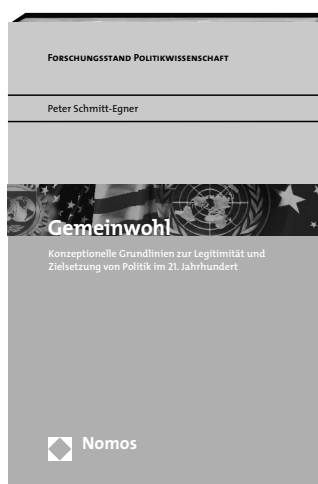 Forschungsstand Politikwissenschaft
Peter Schmitt-Egner
Gemeinwohl
Konzeptionelle Grundlinien zur Legitimität und
Zielsetzung von Politik im 21. Jahrhundert
Nomos